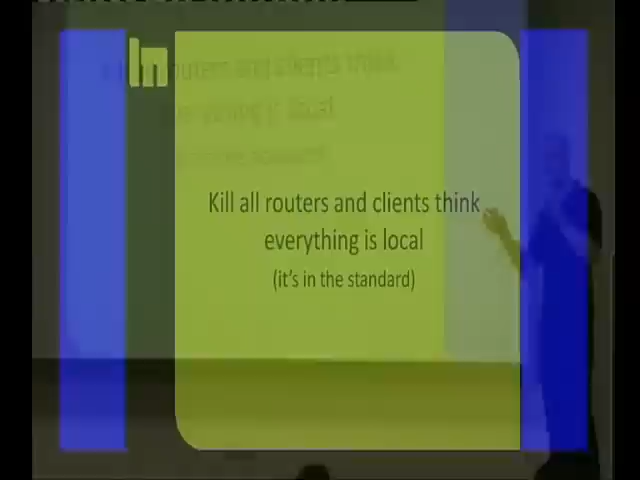 Kill all routers and clients think
everything is local
(it's in the standard)